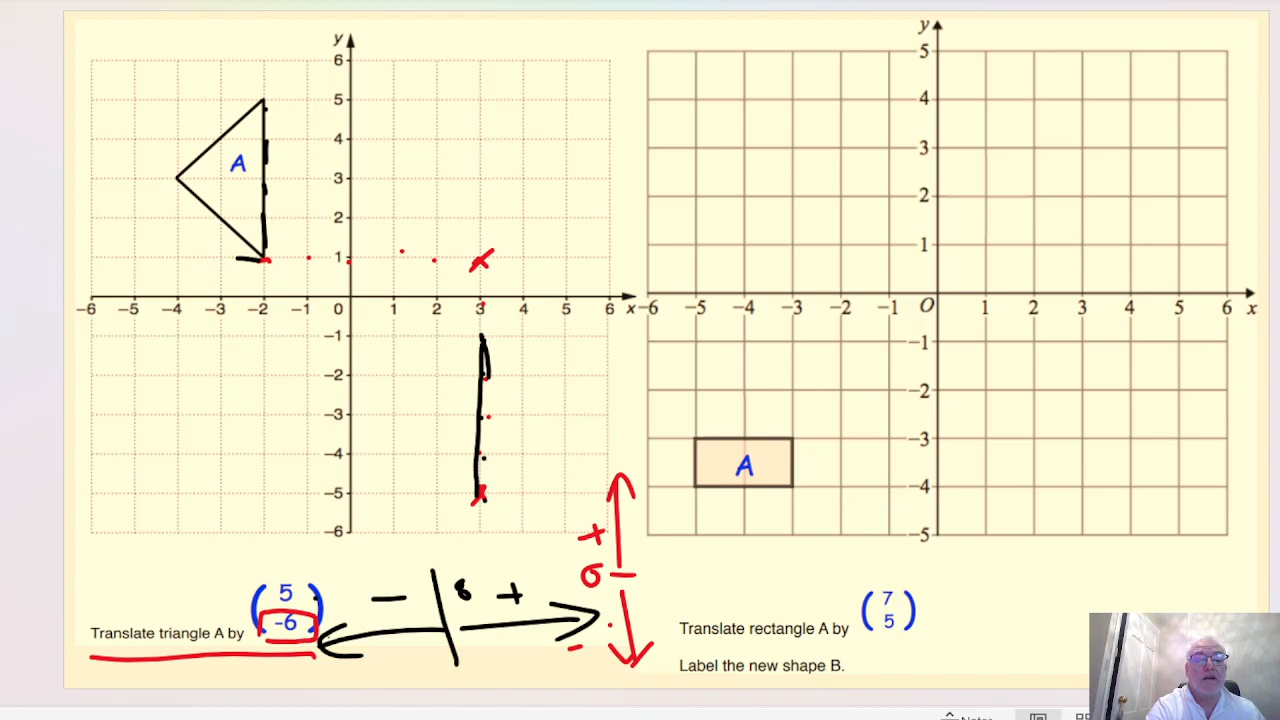 y
6
5
4
3
2
1
-6 -5 -4 -3 -2 -1 0 1 2 3 4 5 6 x
-1
-2
-3
-4
-5
-6
A
Translate triangle A by
5
-6
- 8 +
+
0
-
y
5
4
3
2
1
-6 -5 -4 -3 -2 -1 O 1 2 3 4 5 6 x
-1
-2
-3
-4
-5
A
Translate rectangle A by
7
5
Label the new shape B.